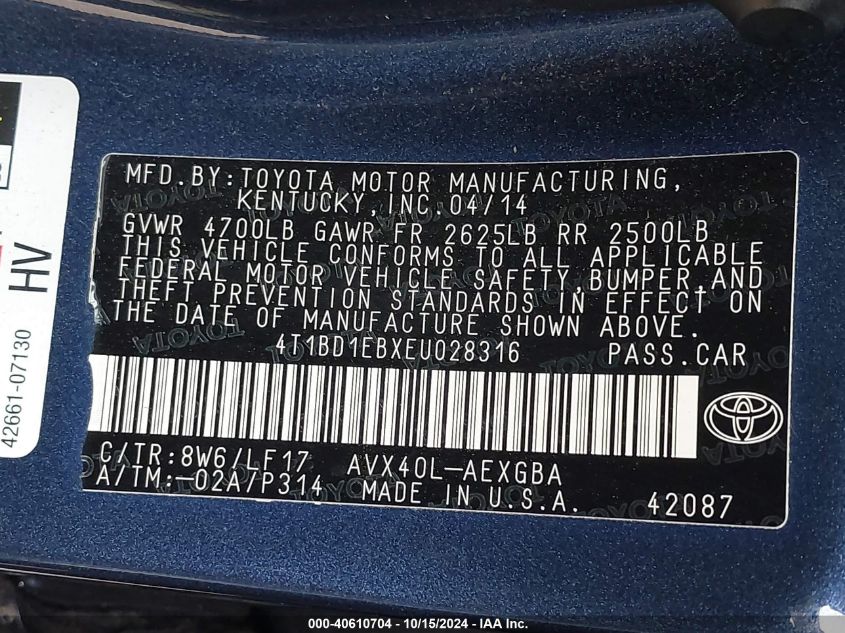 MFD. BY: TOYOTA MOTOR MANUFACTURING,
KENTUCKY, INC. 04/14
GVWR 4700LB GAWR FR 2625LB RR 2500LB
THIS VEHICLE CONFORMS TO ALL APPLICABLE
FEDERAL MOTOR VEHICLE SAFETY, BUMPER, AND
THEFT PREVENTION STANDARDS IN EFFECT ON
THE DATE OF MANUFACTURE SHOWN ABOVE.
4T1BD1EBXEU028316 PASS. CAR
C/TR: 8W6/LF17 AVX40L-AEXGBA
A/TM:-02A/P314 MADE IN U.S.A. 42087
HV
42661-07130
000-40610704 - 10/15/2024 - IAA Inc.